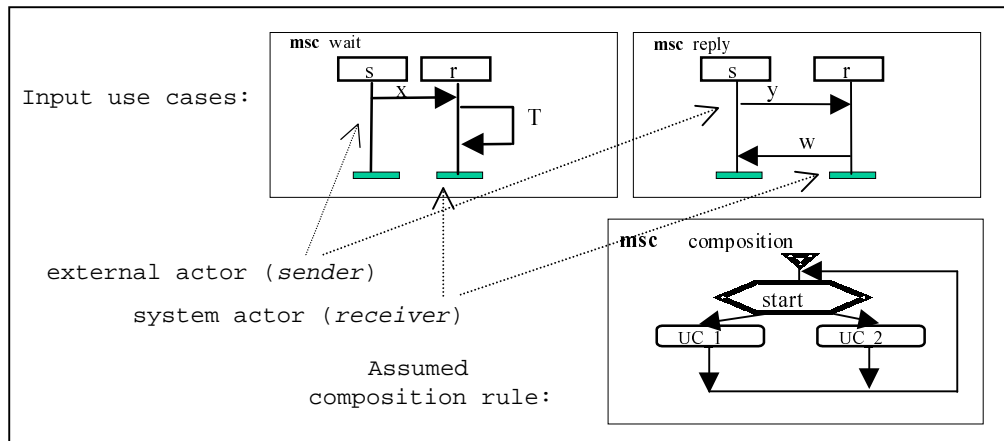 msc wait
s r
x
T
msc reply
s r
y
w
Input use cases:
external actor (sender)
system actor (receiver)
Assumed
composition rule:
msc composition
start
UC_1 UC_2